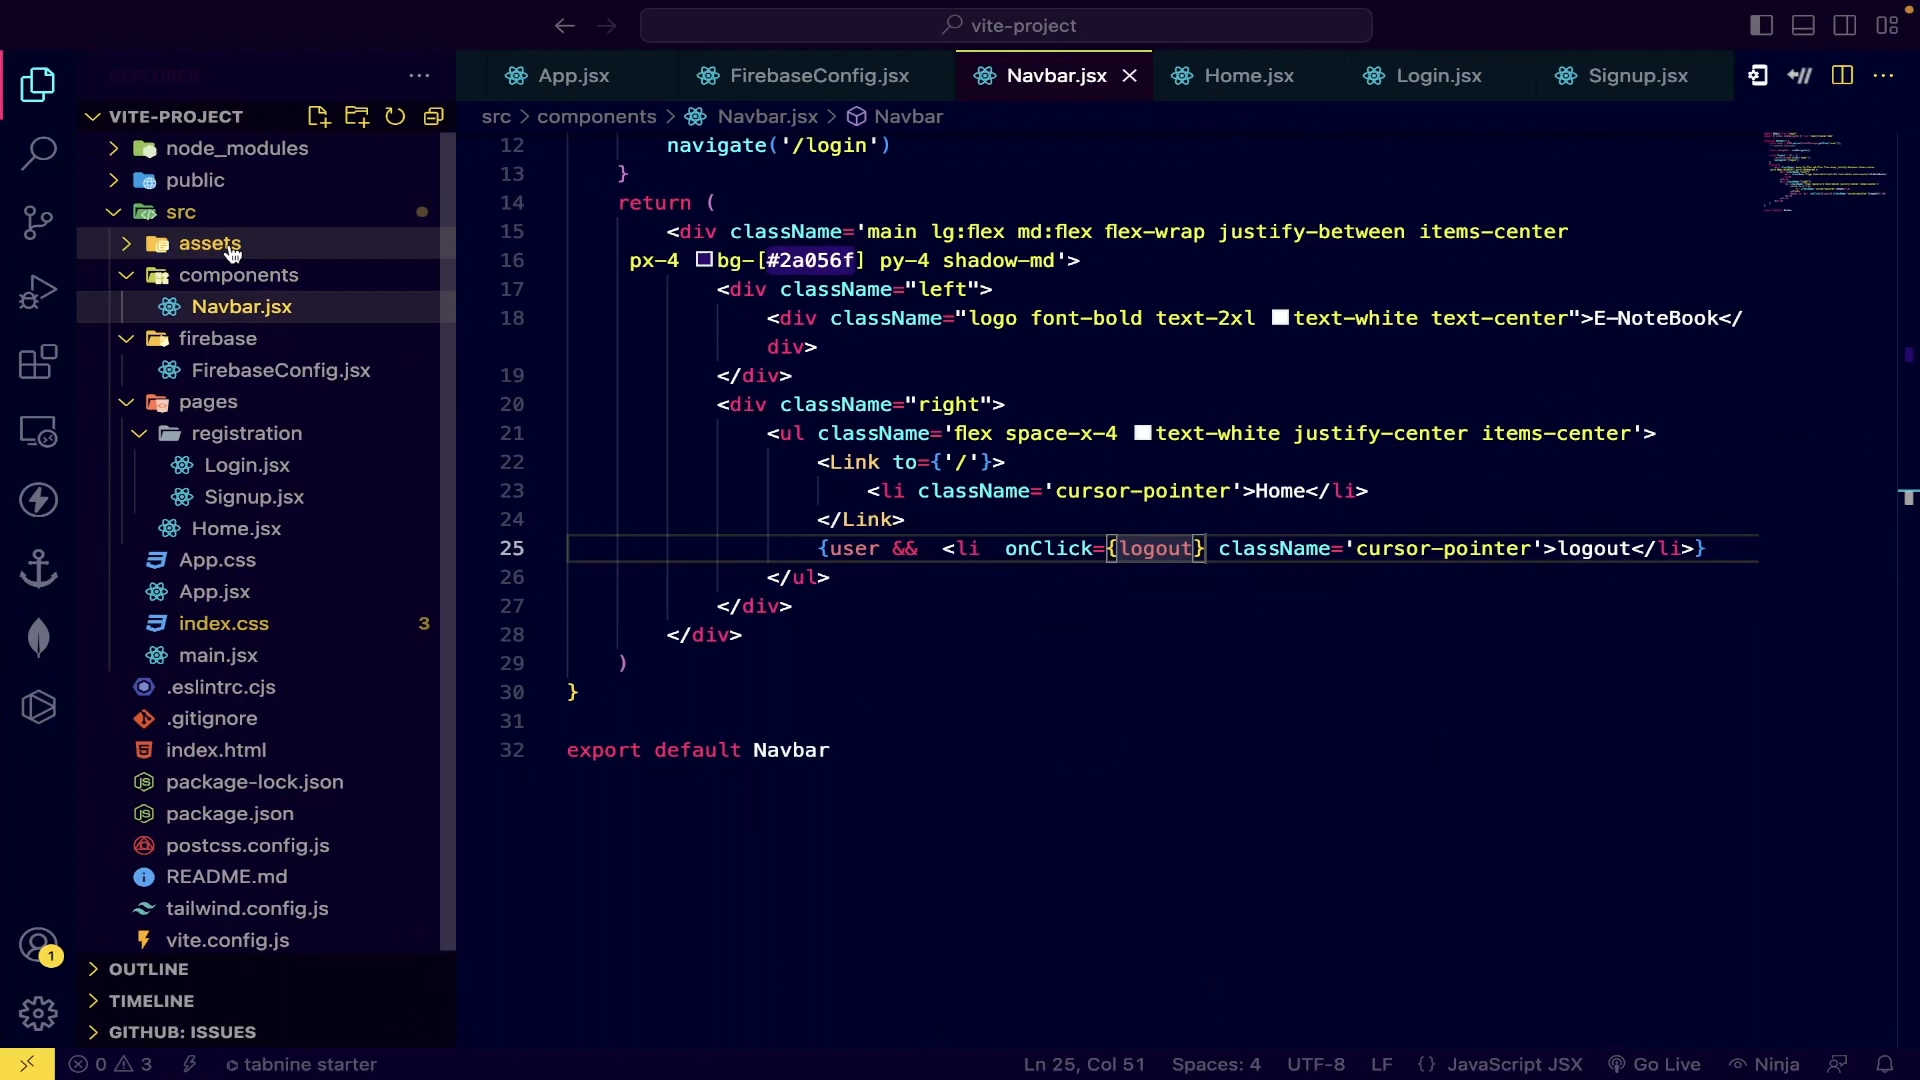 vite-project
EXPLORER
App.jsx
FirebaseConfig.jsx
Navbar.jsx
Home.jsx
Login.jsx
Signup.jsx
VITE-PROJECT
src > components > Navbar.jsx > Navbar
node_modules
public
src
assets
components
Navbar.jsx
firebase
FirebaseConfig.jsx
pages
registration
Login.jsx
Signup.jsx
Home.jsx
App.css
App.jsx
index.css 3
main.jsx
.eslintrc.cjs
.gitignore
index.html
package-lock.json
package.json
postcss.config.js
README.md
tailwind.config.js
vite.config.js
OUTLINE
TIMELINE
GITHUB: ISSUES
1
12 navigate('/login')
13 }
14 return (
15 <div className='main lg:flex md:flex flex-wrap justify-between items-center
16 px-4 bg-[#2a056f] py-4 shadow-md'>
17 <div className="left">
18 <div className="logo font-bold text-2xl text-white text-center">E-NoteBook</
div>
19 </div>
20 <div className="right">
21 <ul className='flex space-x-4 text-white justify-center items-center'>
22 <Link to={'/'}>
23 <li className='cursor-pointer'>Home</li>
24 </Link>
25 {user && <li onClick={logout} className='cursor-pointer'>logout</li>}
26 </ul>
27 </div>
28 </div>
29 )
30 }
31
32 export default Navbar
0 3 tabnine starter Ln 25, Col 51 Spaces: 4 UTF-8 LF {} JavaScript JSX Go Live Ninja